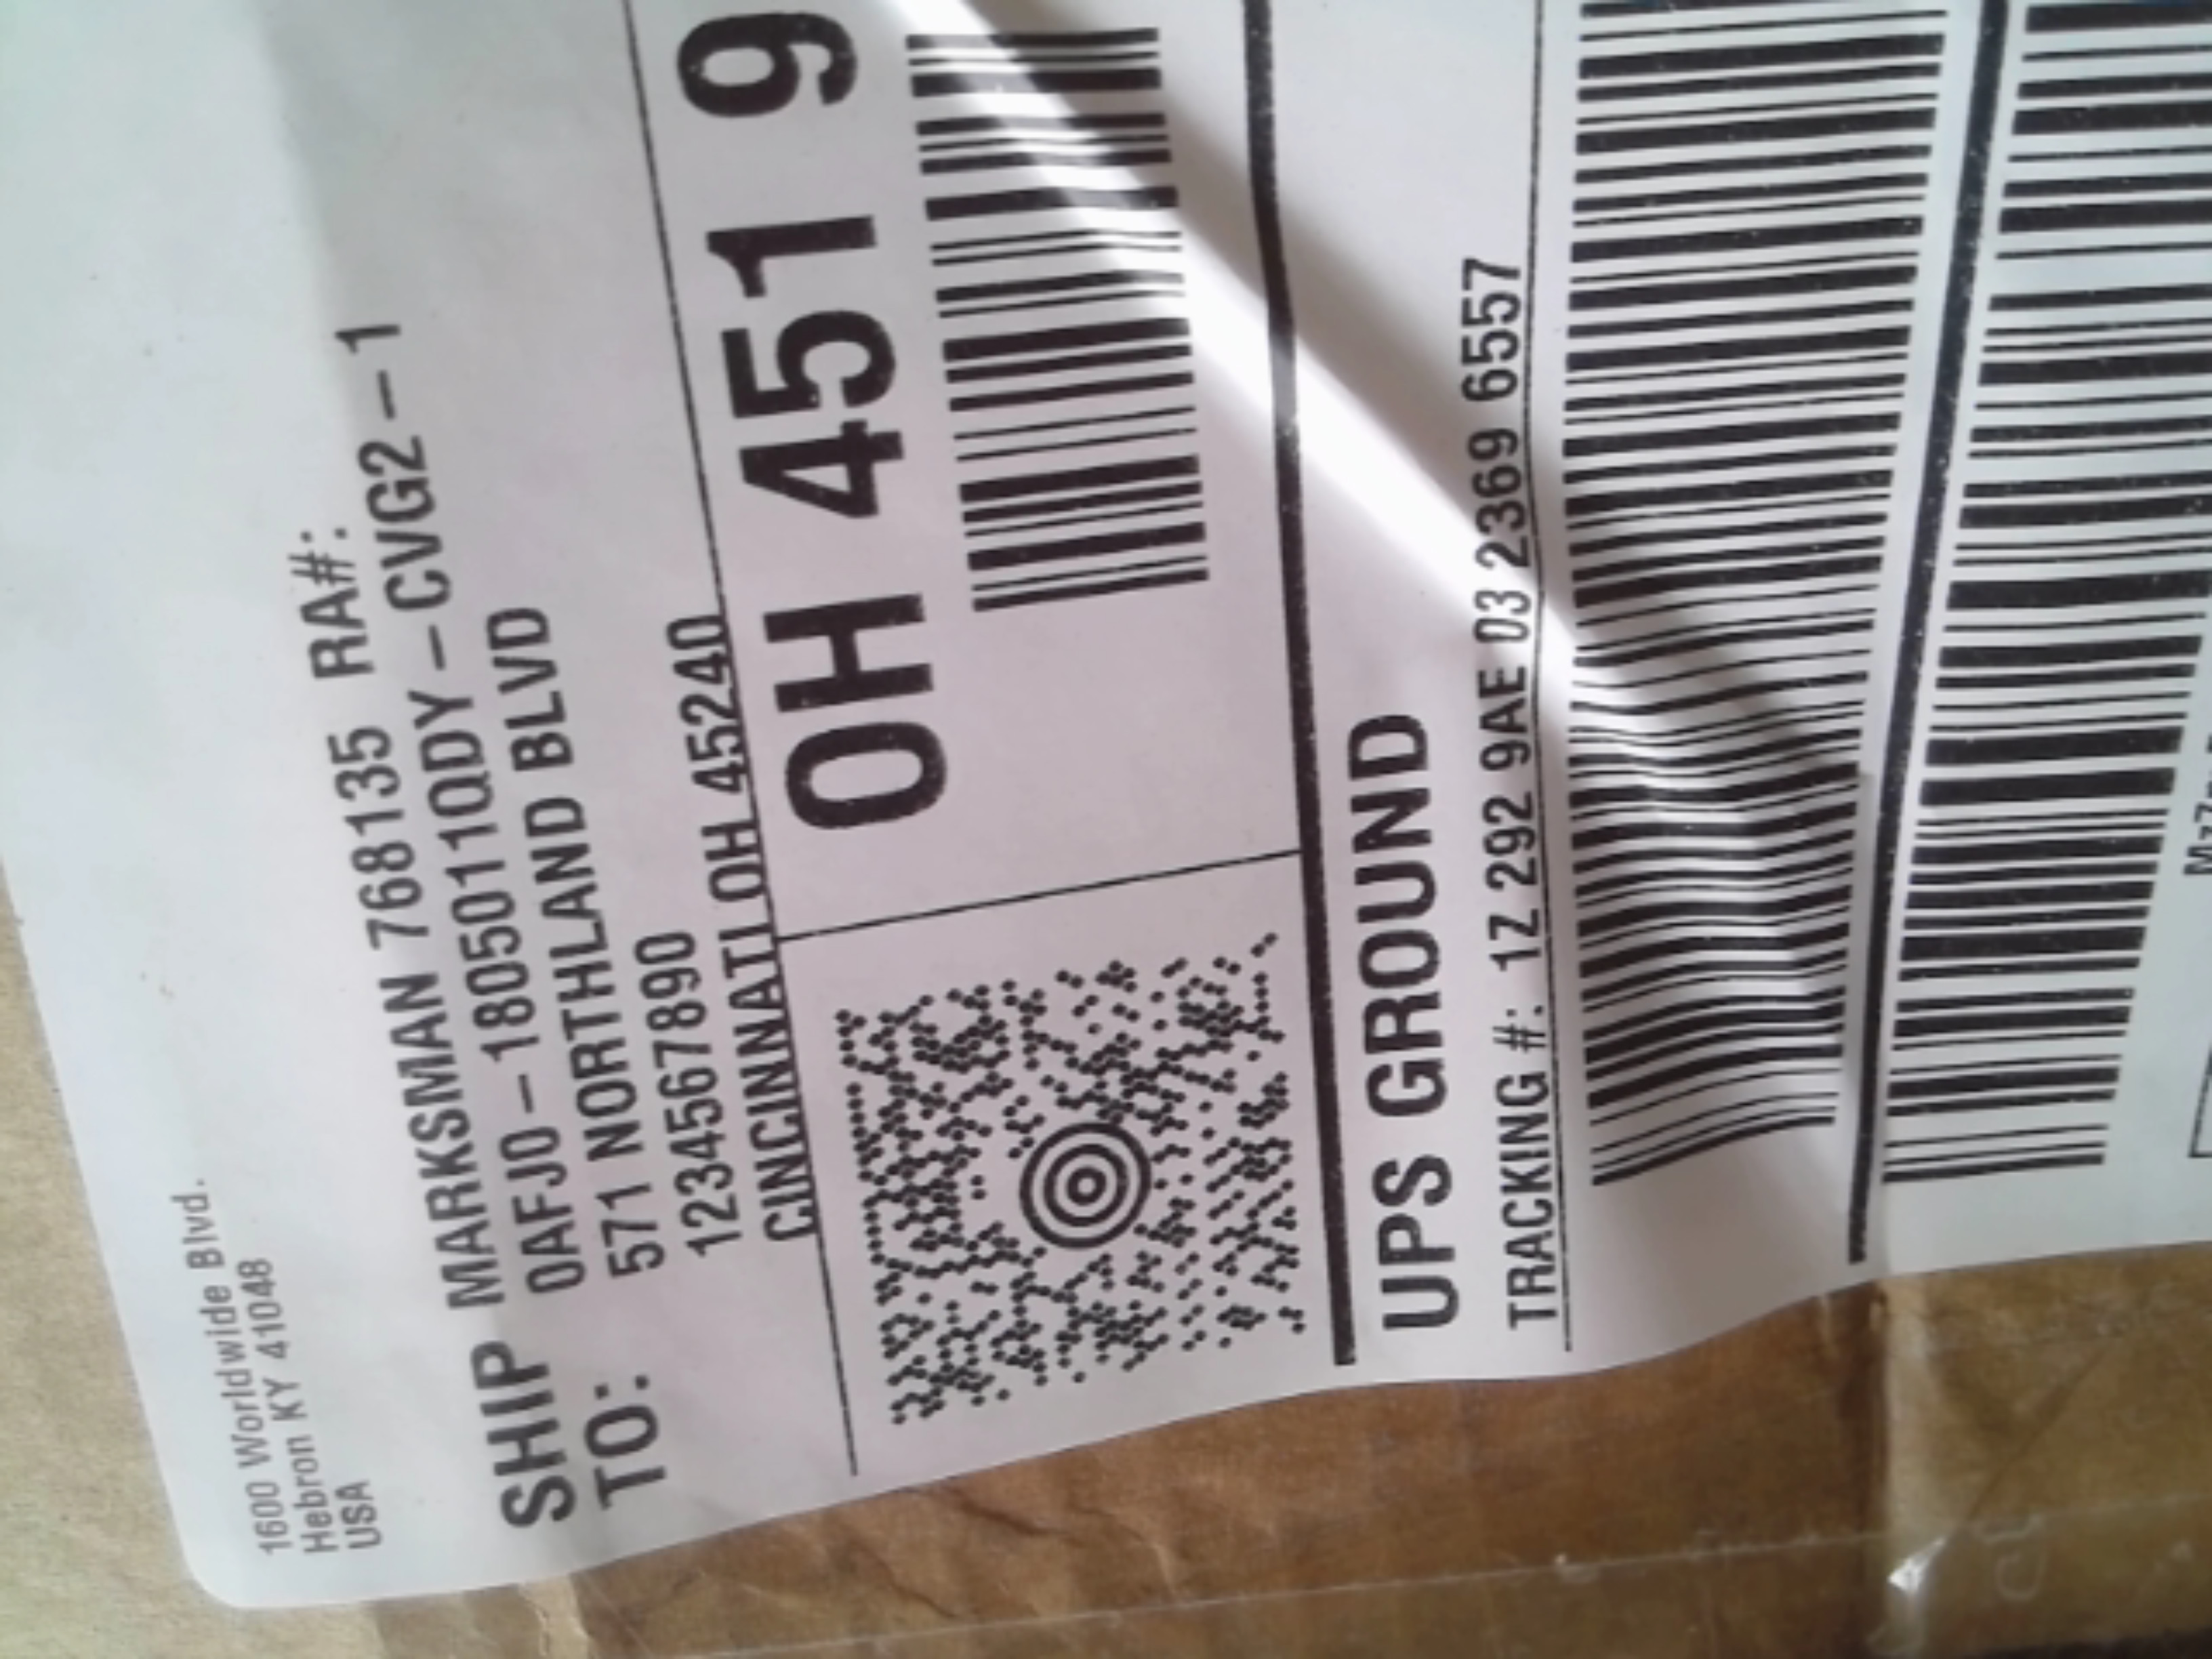 1600 Worldwide Blvd.
Hebron KY 41048
USA
SHIP TO:
MARKSMAN 768135 RA#:
0AFJ0-1805011QDY-CVG2-1
571 NORTHLAND BLVD
1234567890
CINCINNATI OH 45240
OH 451 9
UPS GROUND
TRACKING #: 1Z 292 9AE 03 2369 6557